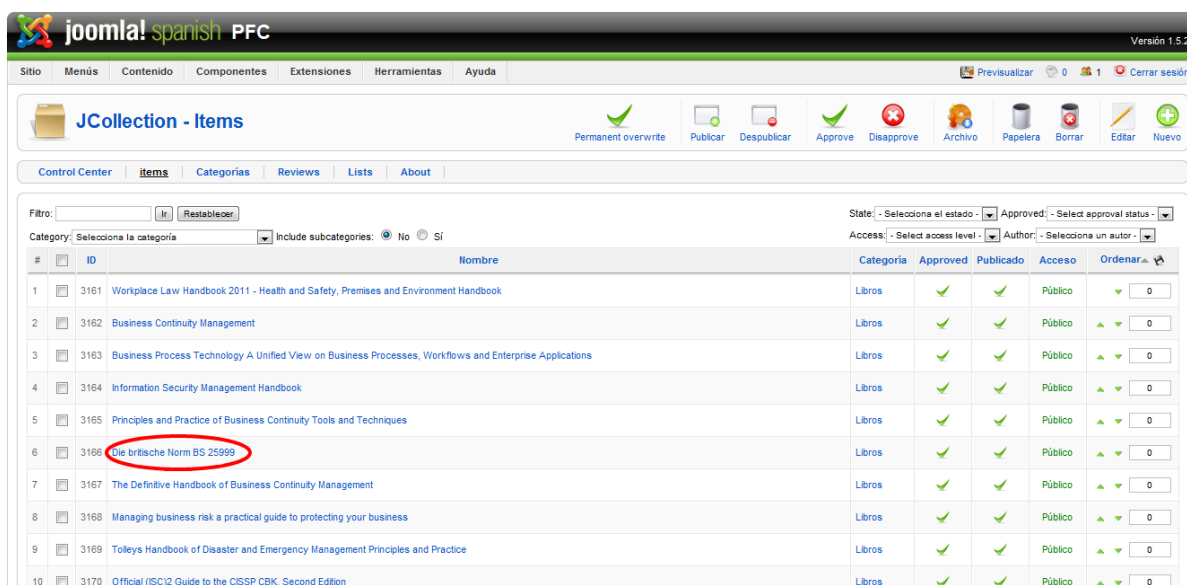 joomla! spanish PFC
Versión 1.5.2
Sitio Menús Contenido Componentes Extensiones Herramientas Ayuda Previsualizar 0 1 Cerrar sesión
JCollection - Items
Permanent overwrite Publicar Despublicar Approve Disapprove Archivo Papelera Borrar Editar Nuevo
Control Center items Categorías Reviews Lists About
Filtro: Ir Restablecer State: - Selecciona el estado - Approved: - Select approval status -
Category: Selecciona la categoría Include subcategories: No Sí Access: - Select access level - Author: - Selecciona un autor -
# ID Nombre Categoría Approved Publicado Acceso Ordenar
1 3161 Workplace Law Handbook 2011 - Health and Safety, Premises and Environment Handbook Libros Público 0
2 3162 Business Continuity Management Libros Público 0
3 3163 Business Process Technology A Unified View on Business Processes, Workflows and Enterprise Applications Libros Público 0
4 3164 Information Security Management Handbook Libros Público 0
5 3165 Principles and Practice of Business Continuity Tools and Techniques Libros Público 0
6 3166 Die britische Norm BS 25999 Libros Público 0
7 3167 The Definitive Handbook of Business Continuity Management Libros Público 0
8 3168 Managing business risk a practical guide to protecting your business Libros Público 0
9 3169 Tolleys Handbook of Disaster and Emergency Management Principles and Practice Libros Público 0
10 3170 Official (ISC)2 Guide to the CISSP CBK, Second Edition Libros Público 0